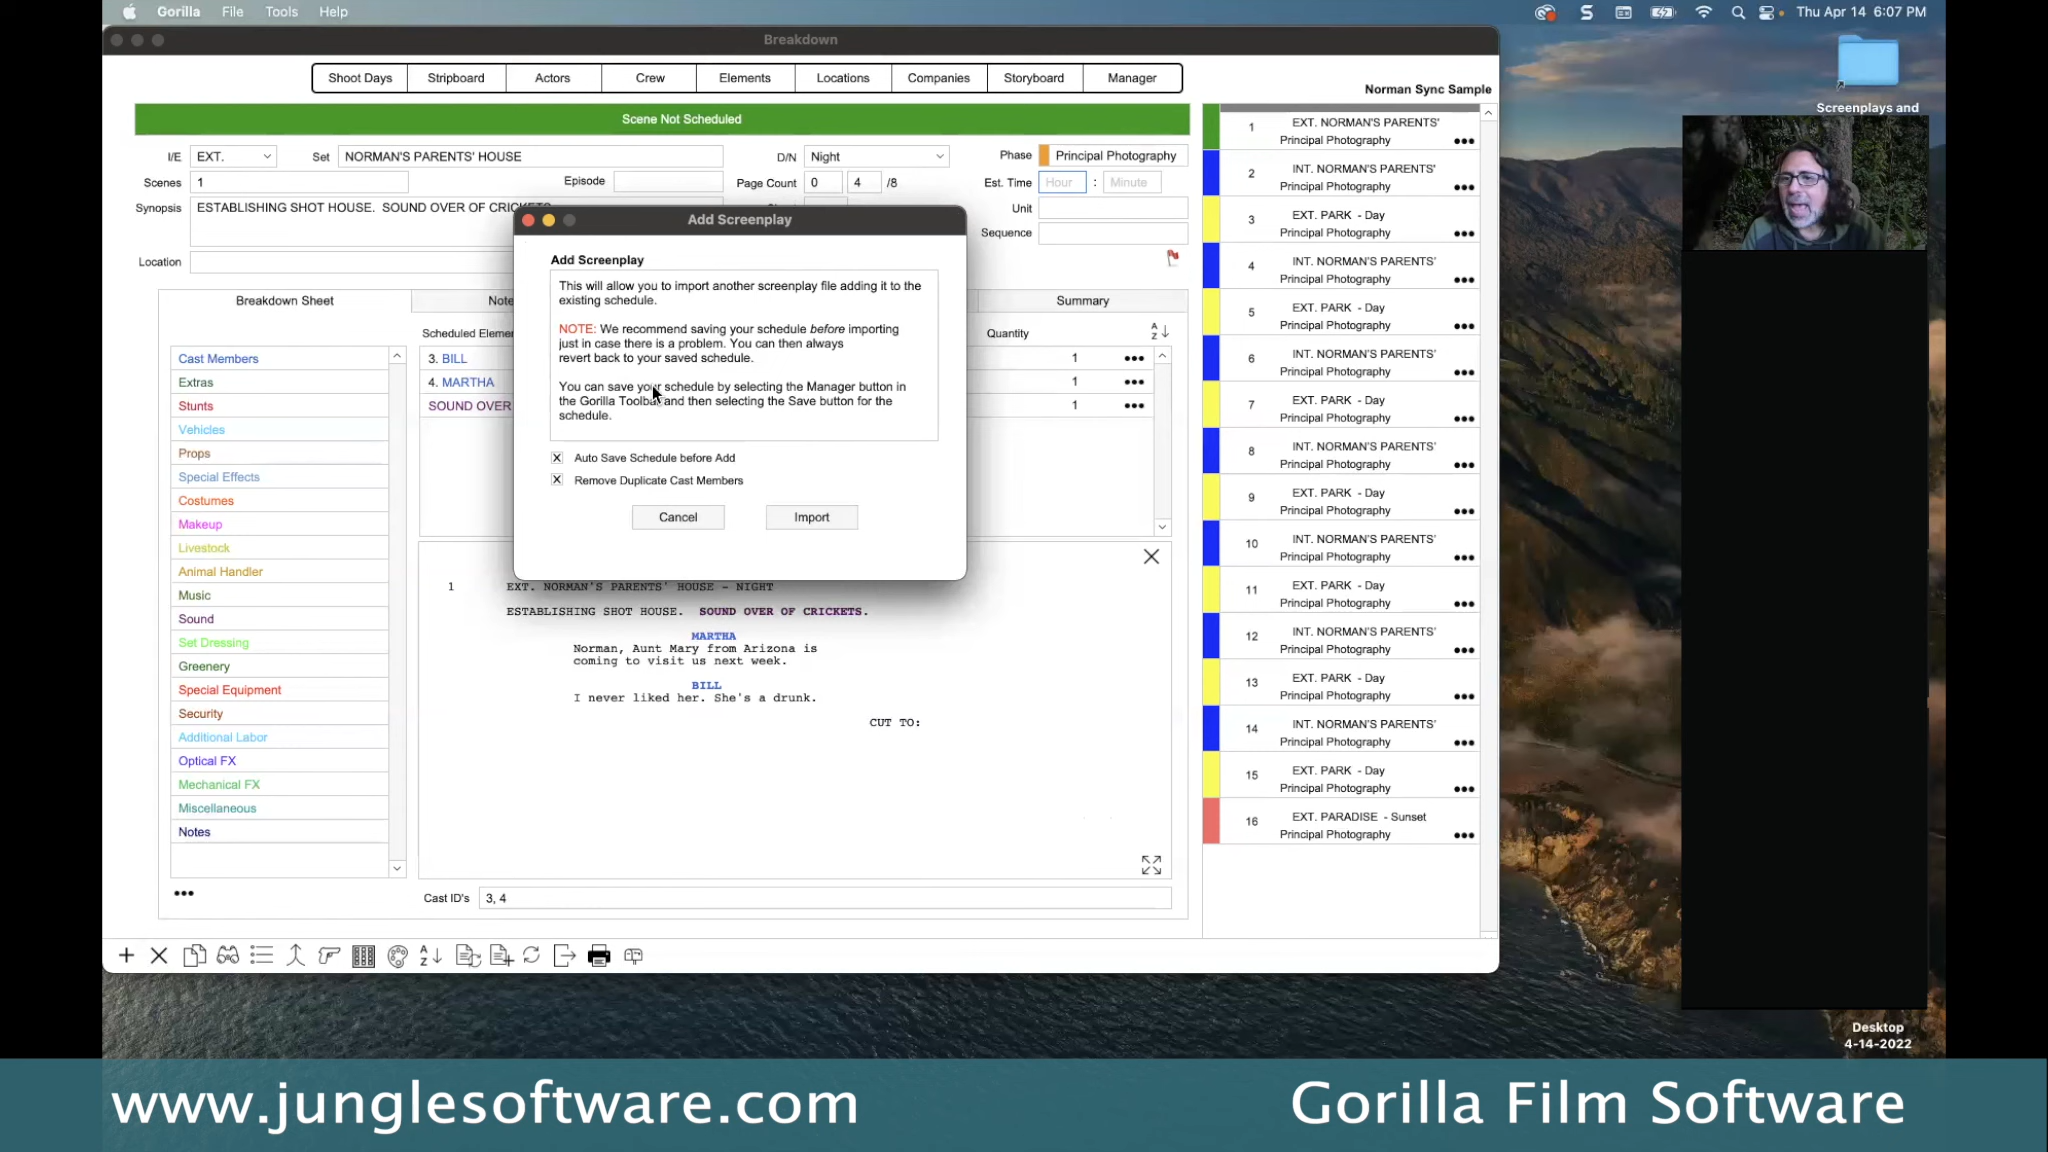 Gorilla File Tools Help
Thu Apr 14 6:07 PM
Breakdown
Shoot Days Stripboard Actors Crew Elements Locations Companies Storyboard Manager
Norman Sync Sample
Screenplays and
Scene Not Scheduled
I/E EXT. Set NORMAN'S PARENTS' HOUSE D/N Night Phase Principal Photography
Scenes 1 Episode Page Count 0 4 /8 Est. Time Hour : Minute
Synopsis ESTABLISHING SHOT HOUSE. SOUND OVER OF CRICKETS Unit
Sequence
Location
Breakdown Sheet Note Summary
Scheduled Elemen Quantity A Z
Cast Members
Extras
Stunts
Vehicles
Props
Special Effects
Costumes
Makeup
Livestock
Animal Handler
Music
Sound
Set Dressing
Greenery
Special Equipment
Security
Additional Labor
Optical FX
Mechanical FX
Miscellaneous
Notes
3. BILL 1
4. MARTHA 1
SOUND OVER 1
Add Screenplay
Add Screenplay
This will allow you to import another screenplay file adding it to the
existing schedule.
NOTE: We recommend saving your schedule before importing
just in case there is a problem. You can then always
revert back to your saved schedule.
You can save your schedule by selecting the Manager button in
the Gorilla Toolbar and then selecting the Save button for the
schedule.
X Auto Save Schedule before Add
X Remove Duplicate Cast Members
Cancel Import
1 EXT. NORMAN'S PARENTS' HOUSE - NIGHT
ESTABLISHING SHOT HOUSE. SOUND OVER OF CRICKETS.
MARTHA
Norman, Aunt Mary from Arizona is
coming to visit us next week.
BILL
I never liked her. She's a drunk.
CUT TO:
Cast ID's 3, 4
A Z
1 EXT. NORMAN'S PARENTS'
Principal Photography
2 INT. NORMAN'S PARENTS'
Principal Photography
3 EXT. PARK - Day
Principal Photography
4 INT. NORMAN'S PARENTS'
Principal Photography
5 EXT. PARK - Day
Principal Photography
6 INT. NORMAN'S PARENTS'
Principal Photography
7 EXT. PARK - Day
Principal Photography
8 INT. NORMAN'S PARENTS'
Principal Photography
9 EXT. PARK - Day
Principal Photography
10 INT. NORMAN'S PARENTS'
Principal Photography
11 EXT. PARK - Day
Principal Photography
12 INT. NORMAN'S PARENTS'
Principal Photography
13 EXT. PARK - Day
Principal Photography
14 INT. NORMAN'S PARENTS'
Principal Photography
15 EXT. PARK - Day
Principal Photography
16 EXT. PARADISE - Sunset
Principal Photography
Desktop
4-14-2022
www.junglesoftware.com Gorilla Film Software